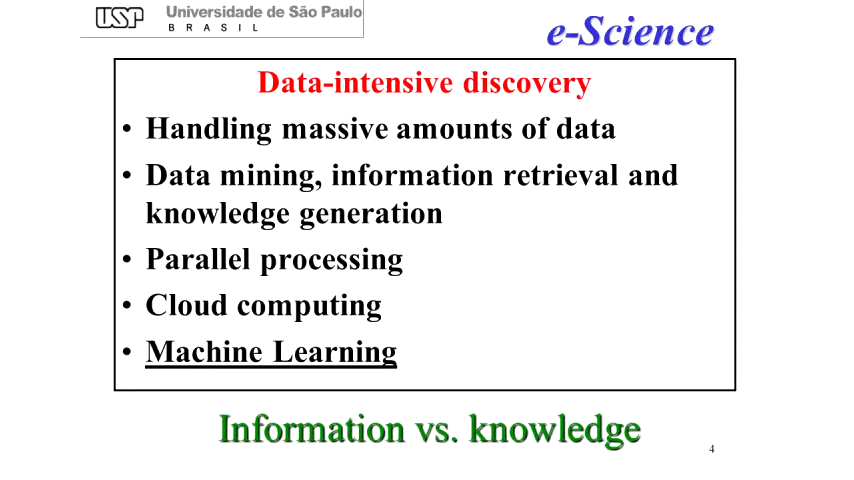 USP Universidade de São Paulo
BRASIL
e-Science
Data-intensive discovery
• Handling massive amounts of data
• Data mining, information retrieval and
knowledge generation
• Parallel processing
• Cloud computing
• Machine Learning
Information vs. knowledge
4